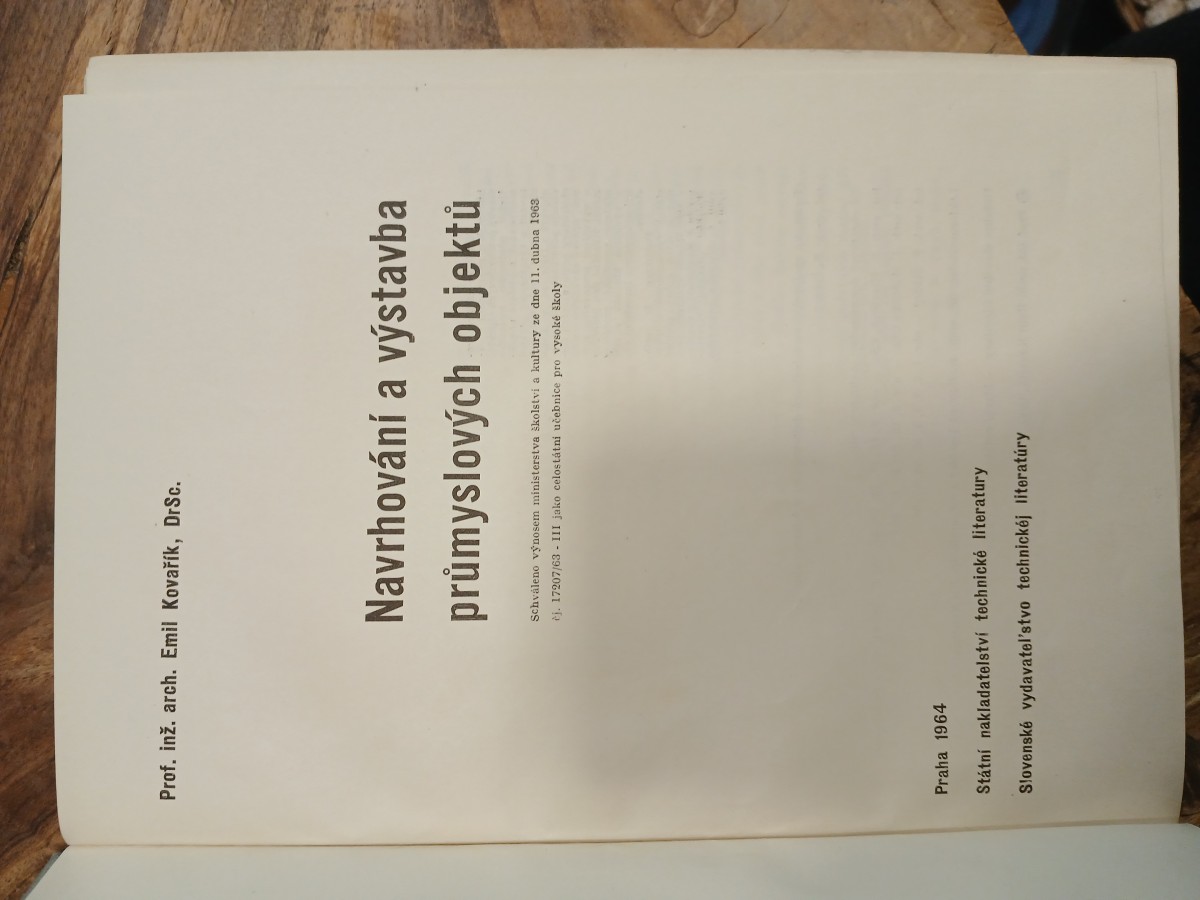 Prof. inž. arch. Emil Kovařík, DrSc.
Navrhování a výstavba
průmyslových objektů
Schváleno výnosem ministerstva školství a kultury ze dne 11. dubna 1963
čj. 17207/63 - III jako celostátní učebnice pro vysoké školy
Praha 1964
Státní nakladatelství technické literatury
Slovenské vydavateľstvo technickéj literatúry